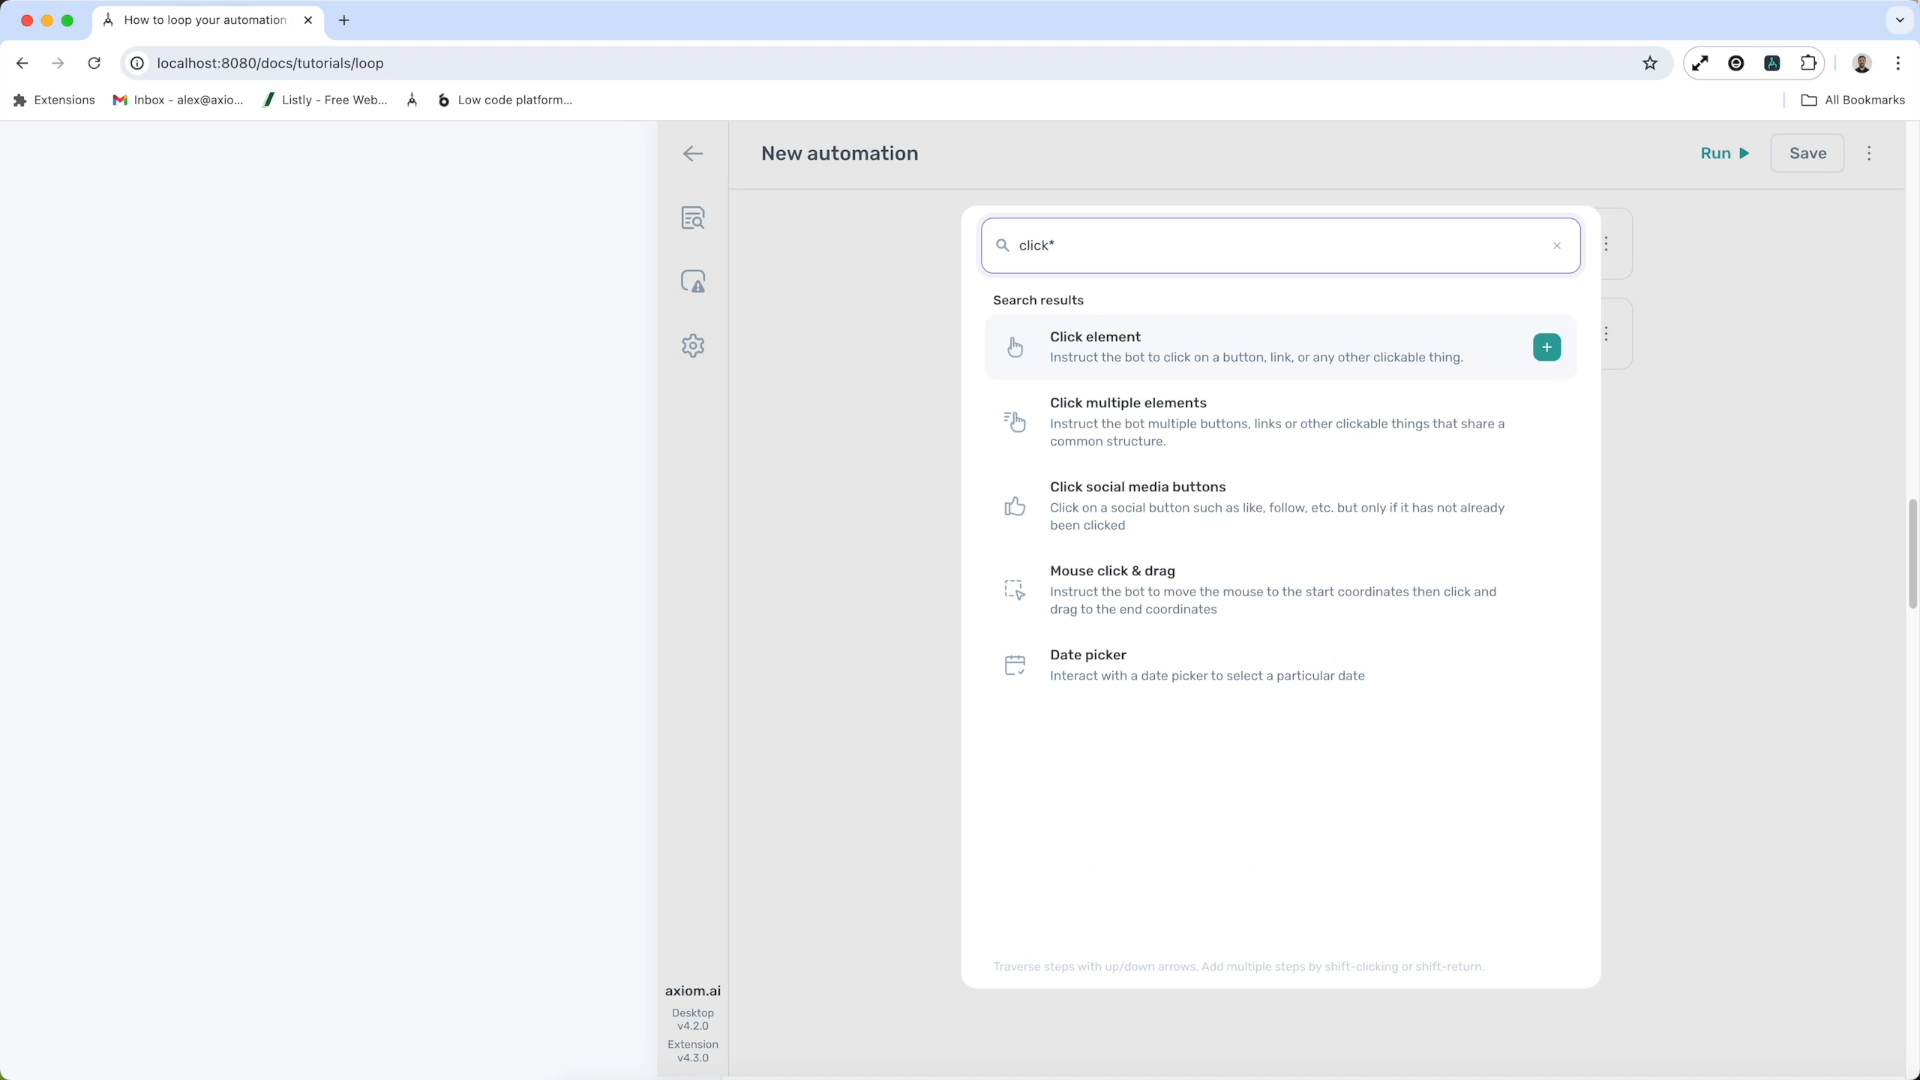 How to loop your automation
localhost:8080/docs/tutorials/loop
Extensions
Inbox - alex@axio...
Listly - Free Web...
Low code platform...
All Bookmarks
New automation
Run
Save
click*
Search results
Click element
Instruct the bot to click on a button, link, or any other clickable thing.
Click multiple elements
Instruct the bot multiple buttons, links or other clickable things that share a
common structure.
Click social media buttons
Click on a social button such as like, follow, etc. but only if it has not already
been clicked
Mouse click & drag
Instruct the bot to move the mouse to the start coordinates then click and
drag to the end coordinates
Date picker
Interact with a date picker to select a particular date
Traverse steps with up/down arrows. Add multiple steps by shift-clicking or shift-return.
axiom.ai
Desktop
v4.2.0
Extension
v4.3.0